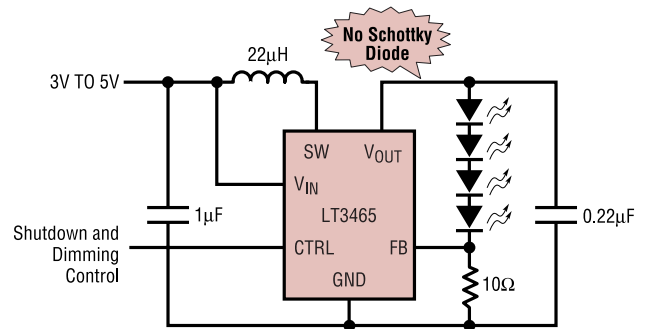 No Schottky
Diode
22μH
3V TO 5V
SW
VOUT
VIN
1μF
LT3465
0.22μF
Shutdown and
Dimming
Control
CTRL
FB
GND
10Ω